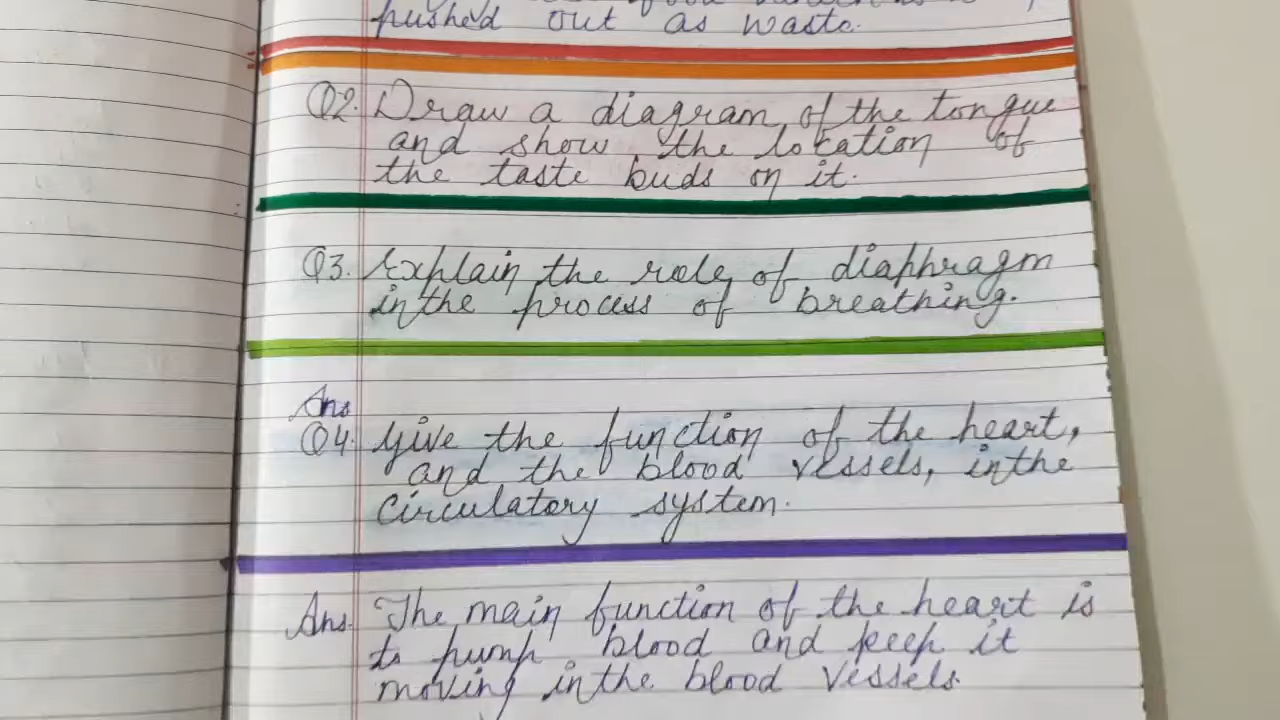 pushed out as waste.
Q2. Draw a diagram of the tongue
and show the location of
the taste buds on it.
Q3. Explain the role of diaphragm
in the process of breathing.
Ans
Q4. Give the function of the heart,
and the blood vessels, in the
circulatory system.
Ans. The main function of the heart is
to pump blood and keep it
moving in the blood vessels.